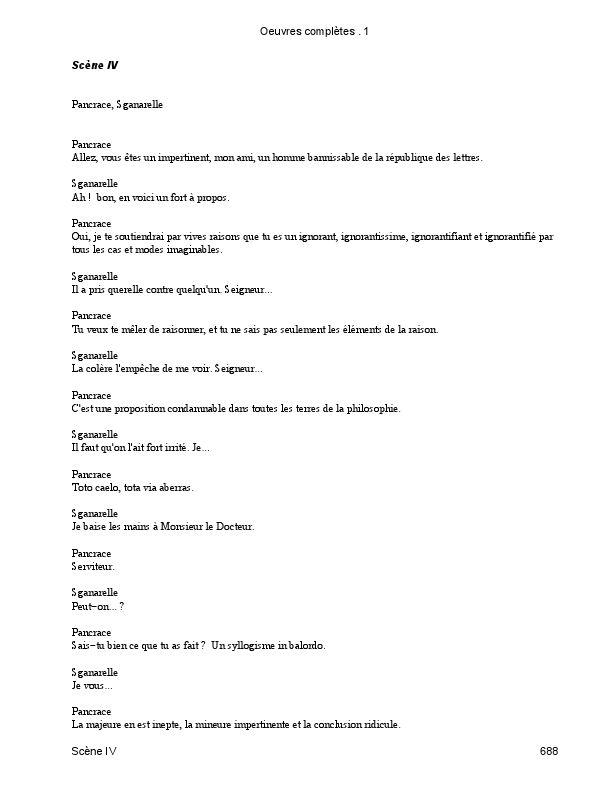 Oeuvres complètes . 1
Scène IV
Pancrace, Sganarelle
Pancrace
Allez, vous êtes un impertinent, mon ami, un homme bannissable de la république des lettres.
Sganarelle
Ah ! bon, en voici un fort à propos.
Pancrace
Oui, je te soutiendrai par vives raisons que tu es un ignorant, ignorantissime, ignorantifiant et ignorantifié par
tous les cas et modes imaginables.
Sganarelle
Il a pris querelle contre quelqu'un. Seigneur...
Pancrace
Tu veux te mêler de raisonner, et tu ne sais pas seulement les éléments de la raison.
Sganarelle
La colère l'empêche de me voir. Seigneur...
Pancrace
C'est une proposition condamnable dans toutes les terres de la philosophie.
Sganarelle
Il faut qu'on l'ait fort irrité. Je...
Pancrace
Toto caelo, tota via aberras.
Sganarelle
Je baise les mains à Monsieur le Docteur.
Pancrace
Serviteur.
Sganarelle
Peut−on... ?
Pancrace
Sais−tu bien ce que tu as fait ? Un syllogisme in balordo.
Sganarelle
Je vous...
Pancrace
La majeure en est inepte, la mineure impertinente et la conclusion ridicule.
Scène IV 688